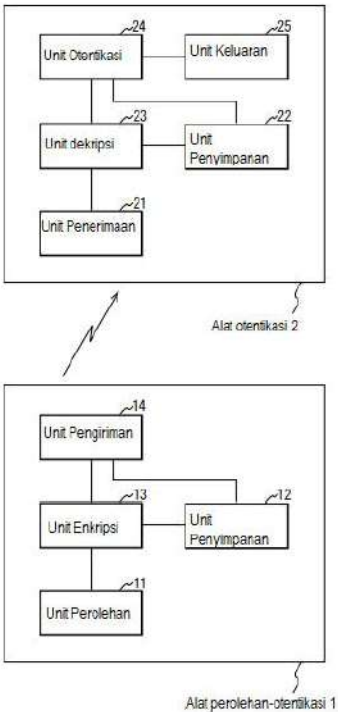 24
Unit Otentikasi
25
Unit Keluaran
23
Unit dekripsi
22
Unit
Penyimpanan
21
Unit Penerimaan
Alat otentikasi 2
14
Unit Pengiriman
13
Unit Enkripsi
12
Unit
Penyimpanan
11
Unit Perolehan
Alat perolehan-otentikasi 1